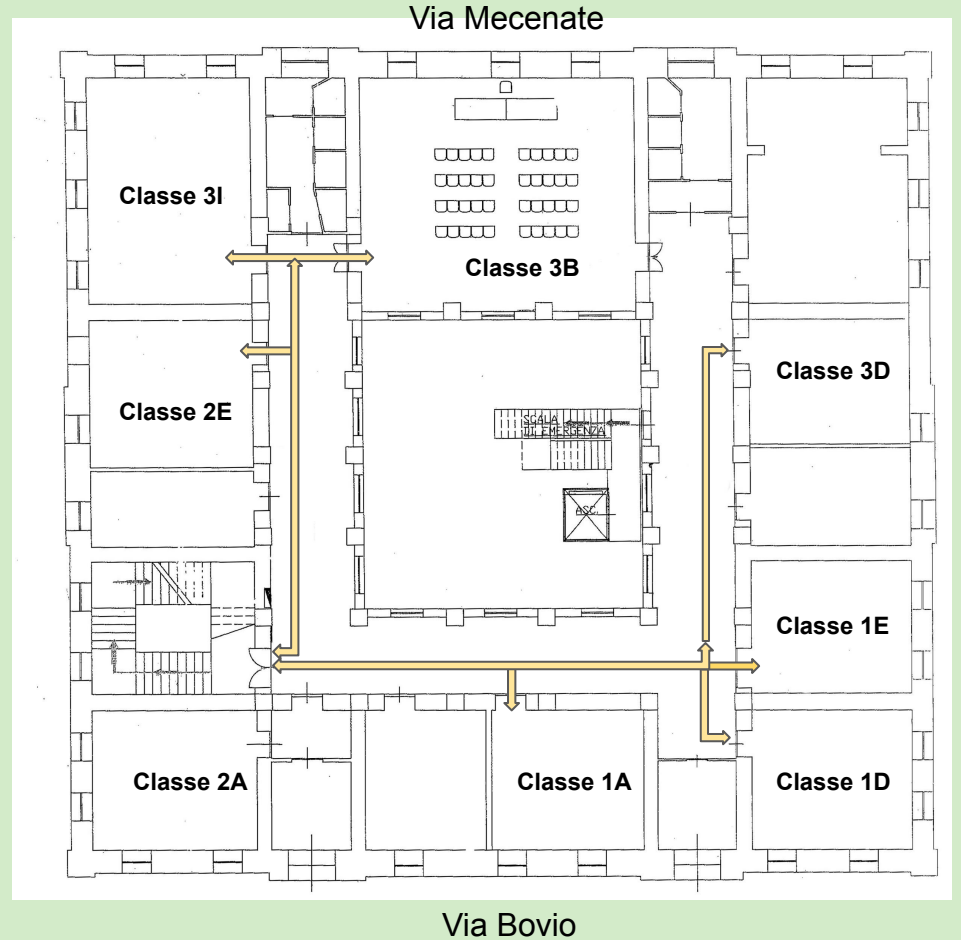 Via Mecenate
Classe 3I
Classe 3B
Classe 3D
Classe 2E
SCALA
DI EMERGENZA
ASC.
Classe 1E
Classe 2A
Classe 1A
Classe 1D
Via Bovio